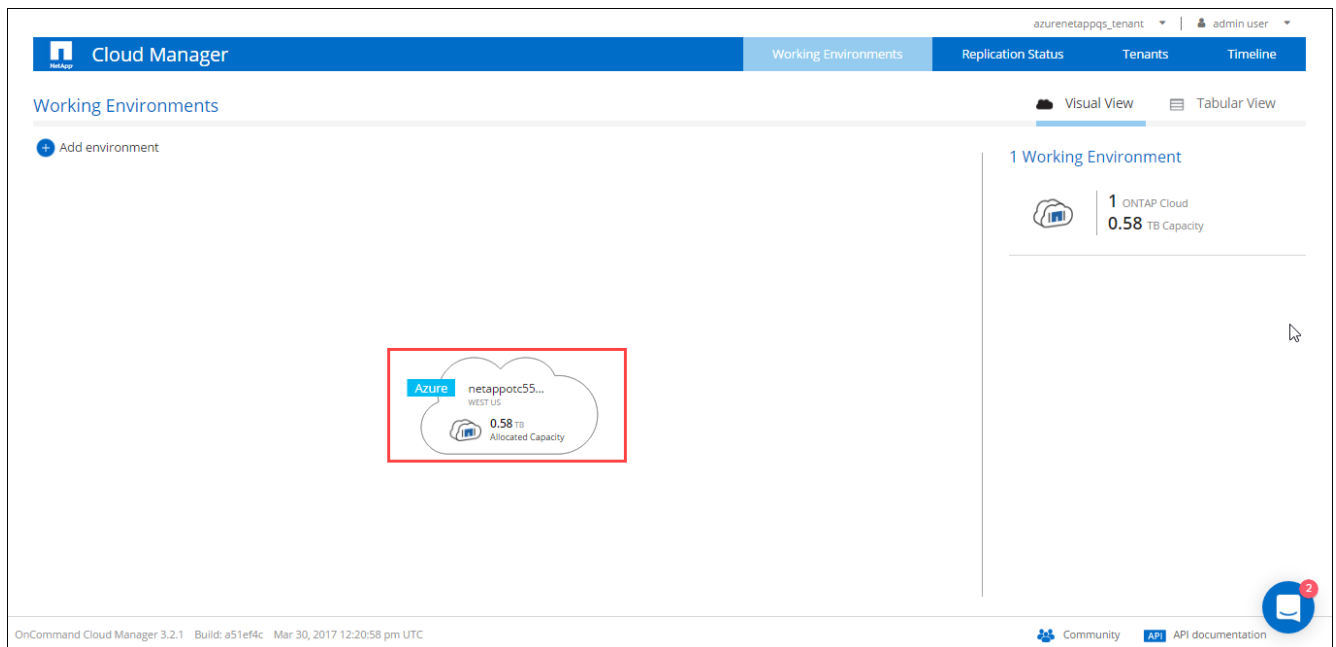 azurenetappqs_tenant admin user
NetApp Cloud Manager Working Environments Replication Status Tenants Timeline
Working Environments Visual View Tabular View
Add environment
1 Working Environment
1 ONTAP Cloud
0.58 TB Capacity
Azure netappotc55...
WEST US
0.58 TB
Allocated Capacity
2
OnCommand Cloud Manager 3.2.1 Build: a51ef4c Mar 30, 2017 12:20:58 pm UTC Community API API documentation